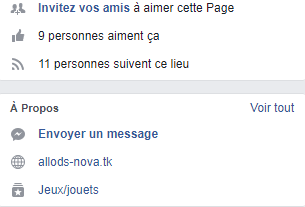 Invitez vos amis à aimer cette Page
9 personnes aiment ça
11 personnes suivent ce lieu
À Propos Voir tout
Envoyer un message
allods-nova.tk
Jeux/jouets